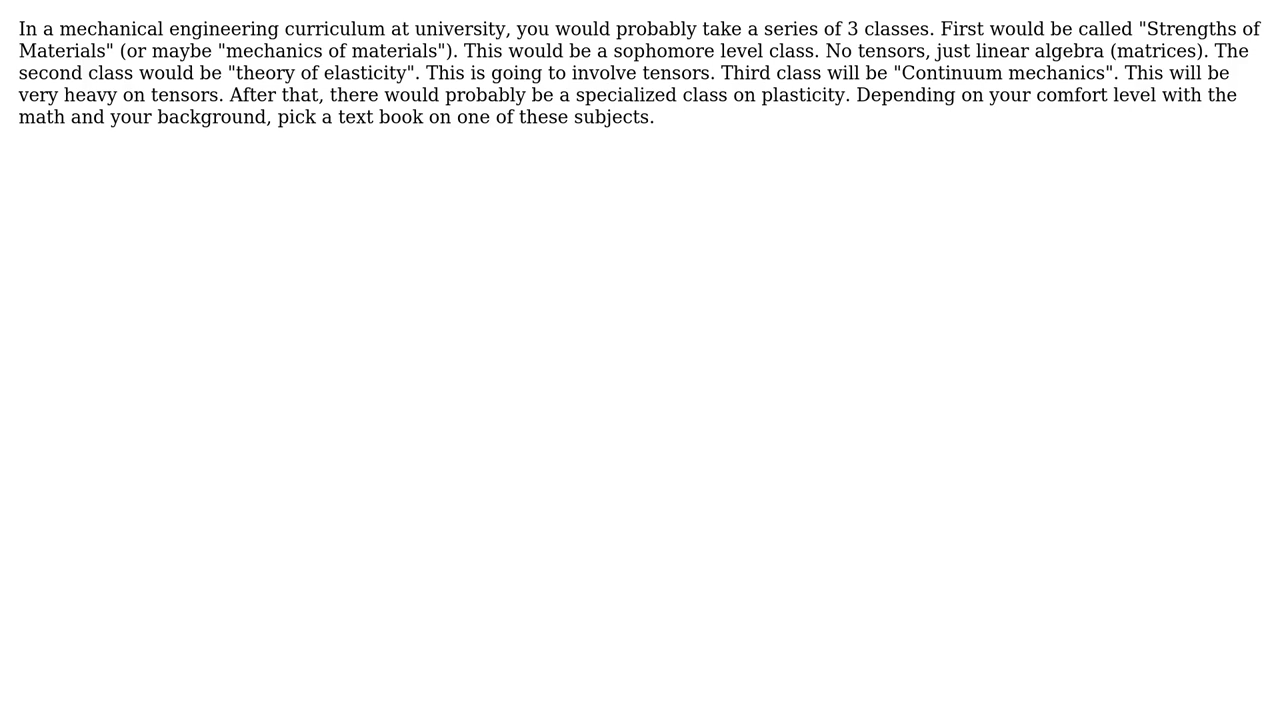 In a mechanical engineering curriculum at university, you would probably take a series of 3 classes. First would be called "Strengths of
Materials" (or maybe "mechanics of materials"). This would be a sophomore level class. No tensors, just linear algebra (matrices). The
second class would be "theory of elasticity". This is going to involve tensors. Third class will be "Continuum mechanics". This will be
very heavy on tensors. After that, there would probably be a specialized class on plasticity. Depending on your comfort level with the
math and your background, pick a text book on one of these subjects.